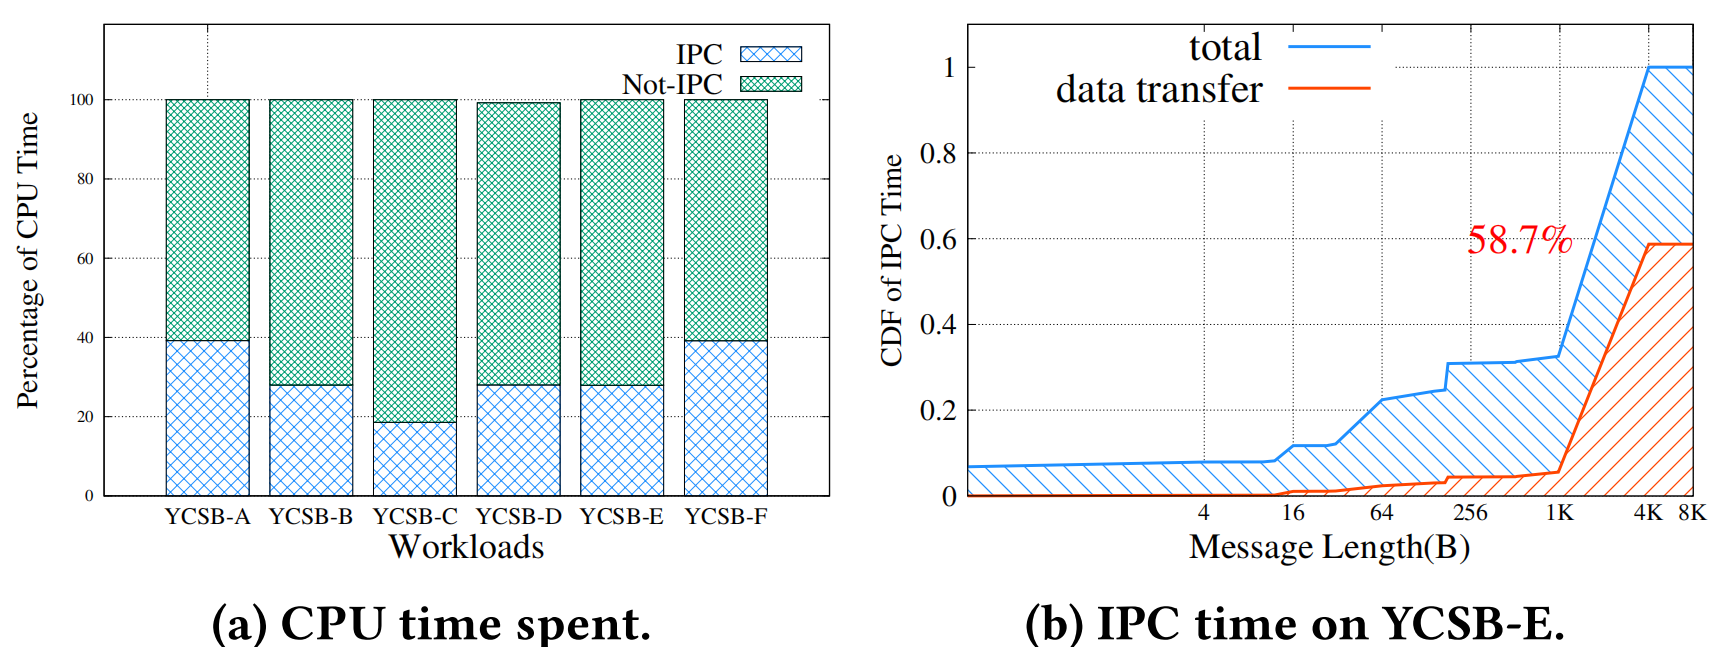 IPC
Not-IPC
100
80
60
40
20
0
Percentage of CPU Time
YCSB-A YCSB-B YCSB-C YCSB-D YCSB-E YCSB-F
Workloads
(a) CPU time spent.
total
data transfer
1
0.8
0.6
0.4
0.2
0
CDF of IPC Time
58.7%
4 16 64 256 1K 4K 8K
Message Length(B)
(b) IPC time on YCSB-E.